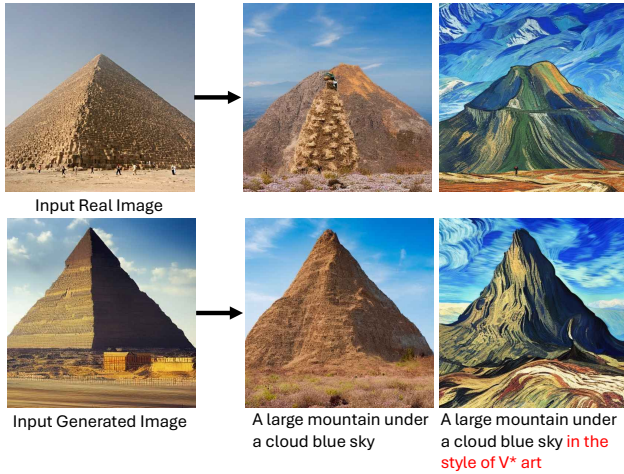 Input Real Image
Input Generated Image
A large mountain under
a cloud blue sky
A large mountain under
a cloud blue sky in the
style of V* art